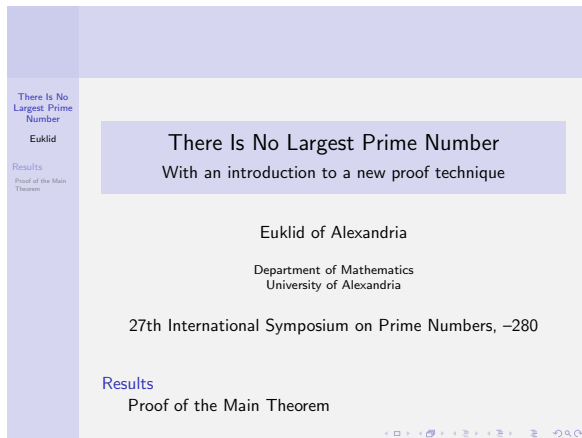 There Is No
Largest Prime
Number
Euklid
Results
Proof of the Main
Theorem
There Is No Largest Prime Number
With an introduction to a new proof technique
Euklid of Alexandria
Department of Mathematics
University of Alexandria
27th International Symposium on Prime Numbers, –280
Results
Proof of the Main Theorem